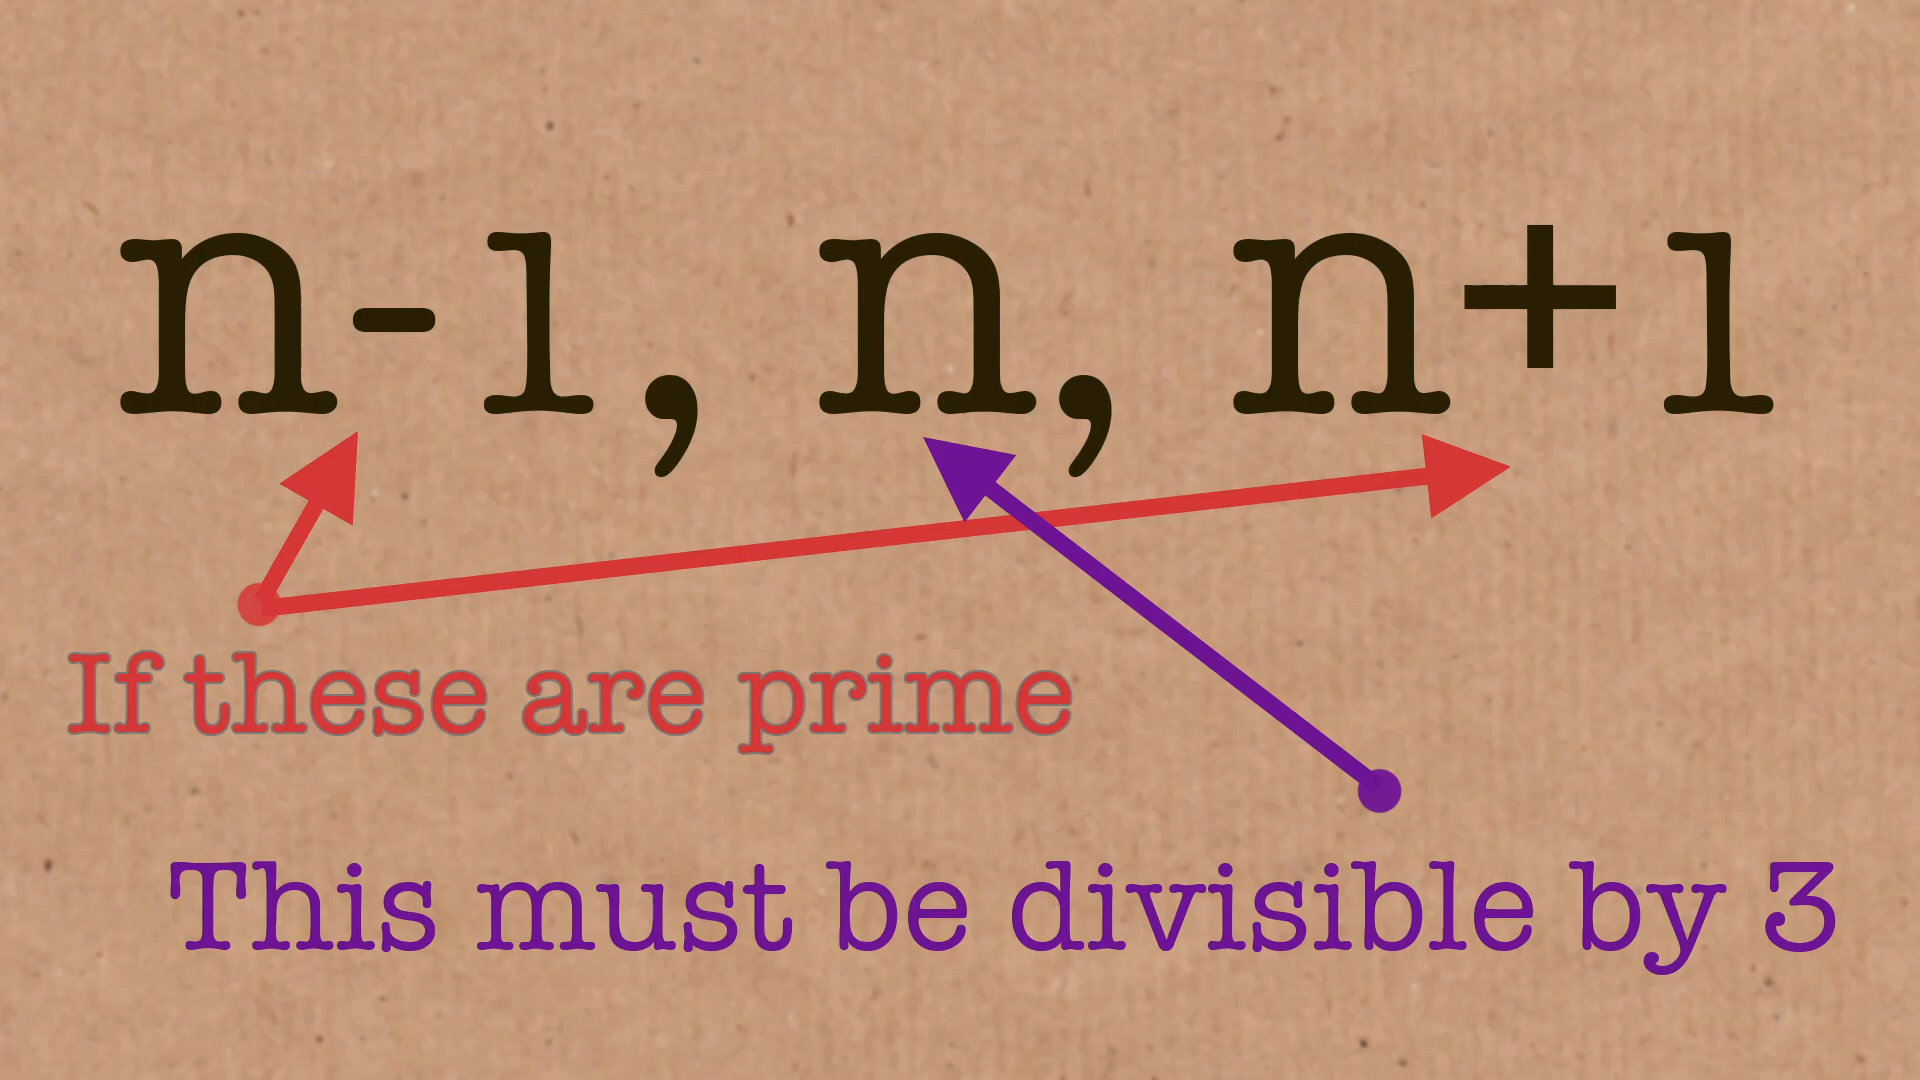 n-1, n, n+1
If these are prime
This must be divisible by 3